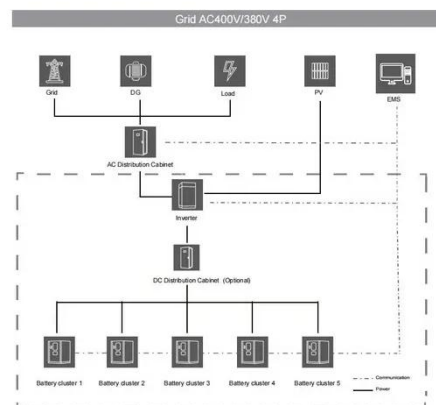 Grid AC400V/380V 4P
Grid
DG
Load
PV
EMS
AC Distribution Cabinet
Inverter
DC Distribution Cabinet (Optional)
Battery cluster 1
Battery cluster 2
Battery cluster 3
Battery cluster 4
Battery cluster 5
Communication
Power